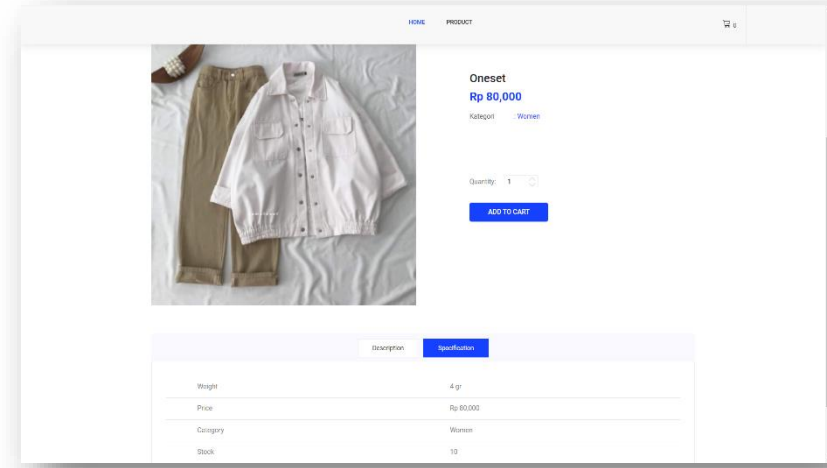 HOME PRODUCT 0
Oneset
Rp 80,000
Kategori : Women
Quantity: 1
ADD TO CART
Description Specification
Weight 4 gr
Price Rp 80,000
Category Women
Stock 10